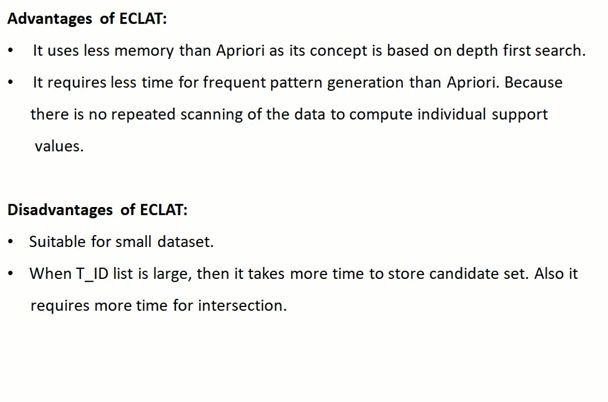 Advantages of ECLAT:
• It uses less memory than Apriori as its concept is based on depth first search.
• It requires less time for frequent pattern generation than Apriori. Because
there is no repeated scanning of the data to compute individual support
values.
Disadvantages of ECLAT:
• Suitable for small dataset.
• When T_ID list is large, then it takes more time to store candidate set. Also it
requires more time for intersection.